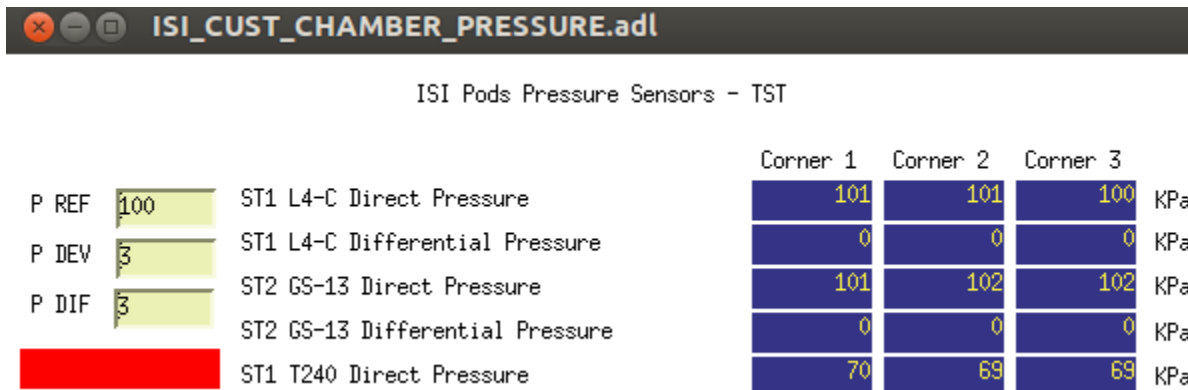 ISI_CUST_CHAMBER_PRESSURE.adl
ISI Pods Pressure Sensors - TST
Corner 1 Corner 2 Corner 3
P REF 100 ST1 L4-C Direct Pressure 101 101 100 KPa
P DEV 3 ST1 L4-C Differential Pressure 0 0 0 KPa
P DIF 3 ST2 GS-13 Direct Pressure 101 102 102 KPa
ST2 GS-13 Differential Pressure 0 0 0 KPa
ST1 T240 Direct Pressure 70 69 69 KPa